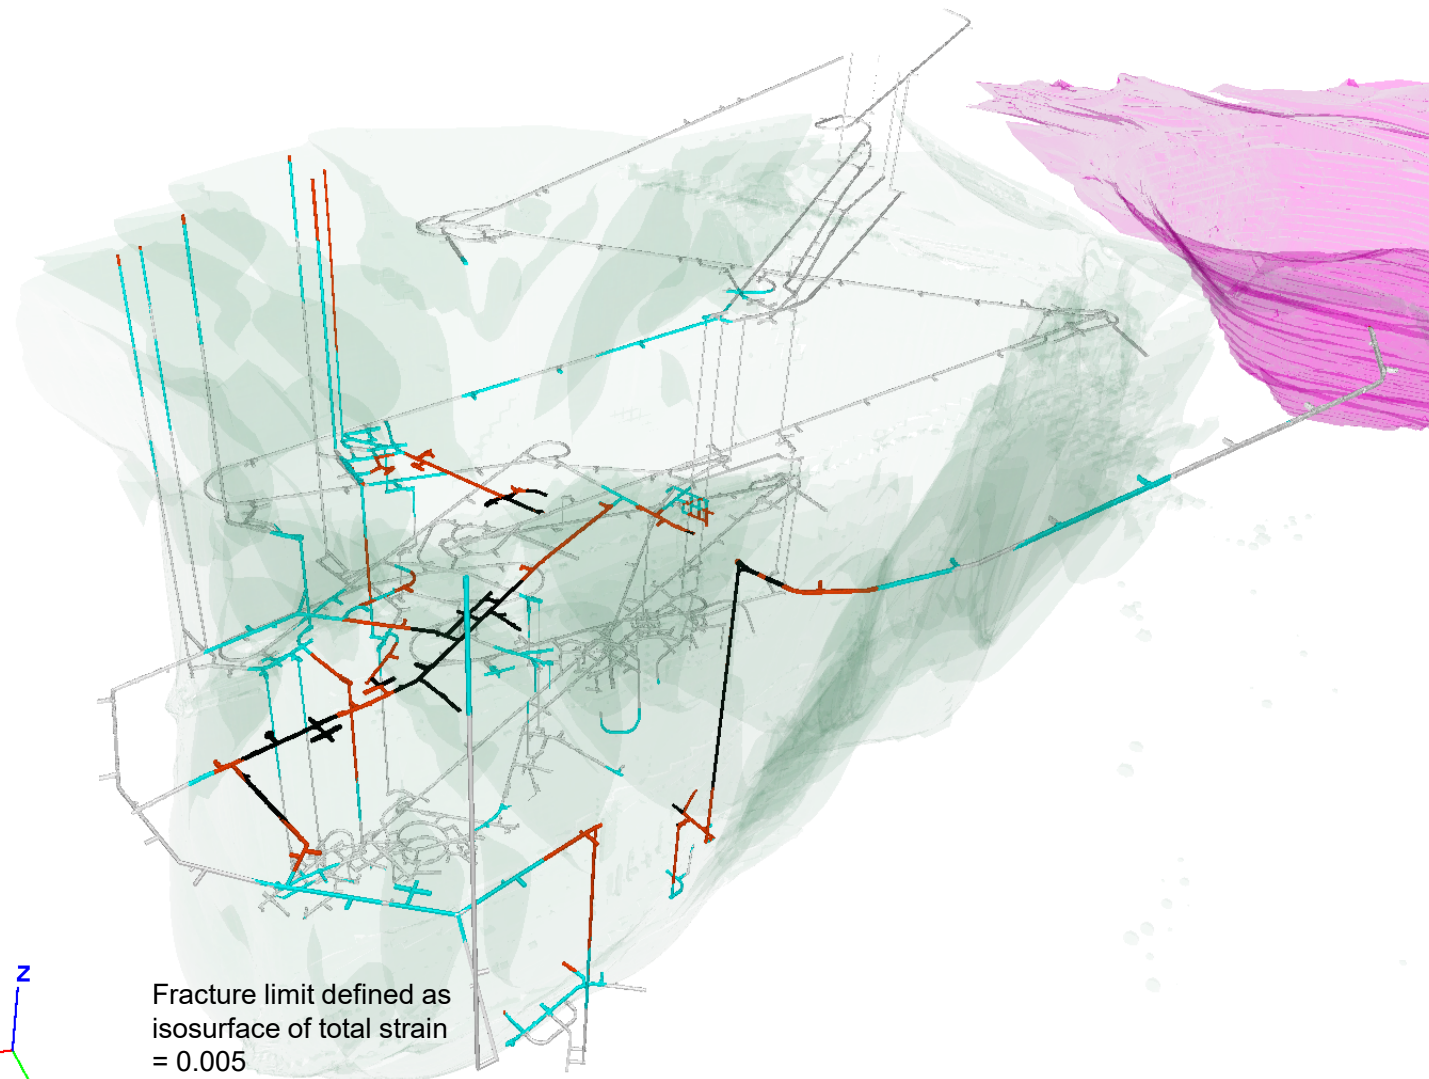 Z
Fracture limit defined as
isosurface of total strain
= 0.005